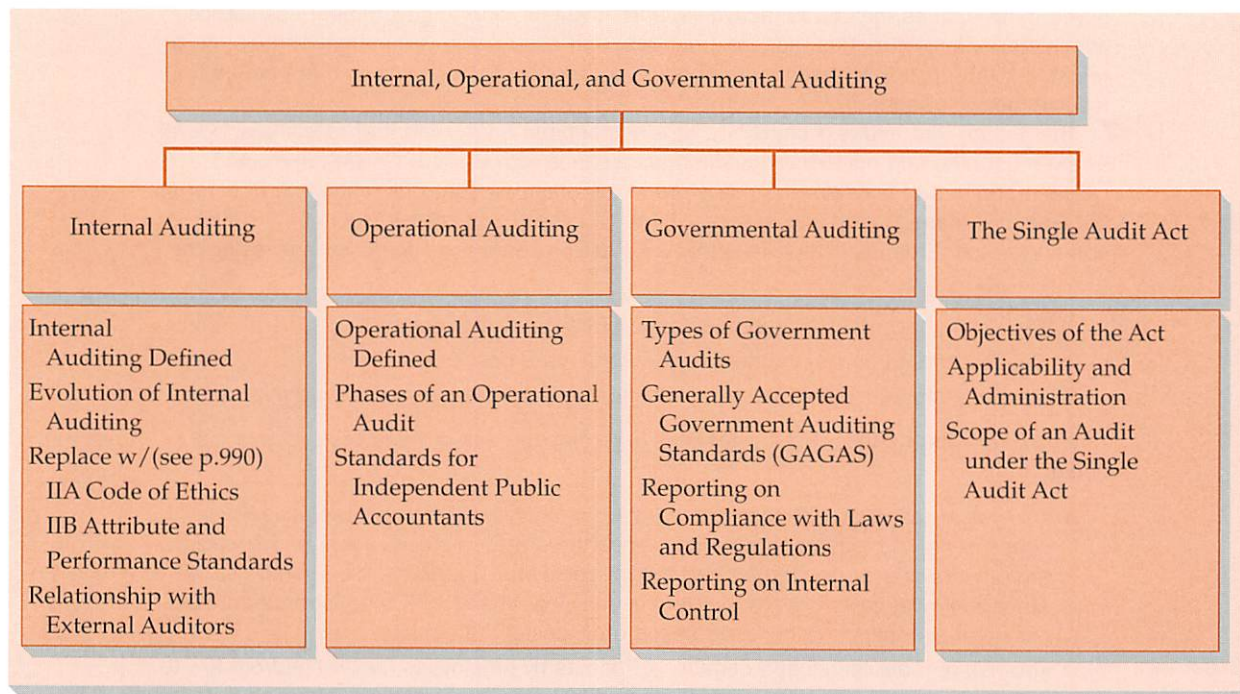 Internal, Operational, and Governmental Auditing
Internal Auditing
Operational Auditing
Governmental Auditing
The Single Audit Act
Internal
Auditing Defined
Evolution of Internal
Auditing
Replace w/(see p.990)
IIA Code of Ethics
IIB Attribute and
Performance Standards
Relationship with
External Auditors
Operational Auditing
Defined
Phases of an Operational
Audit
Standards for
Independent Public
Accountants
Types of Government
Audits
Generally Accepted
Government Auditing
Standards (GAGAS)
Reporting on
Compliance with Laws
and Regulations
Reporting on Internal
Control
Objectives of the Act
Applicability and
Administration
Scope of an Audit
under the Single
Audit Act